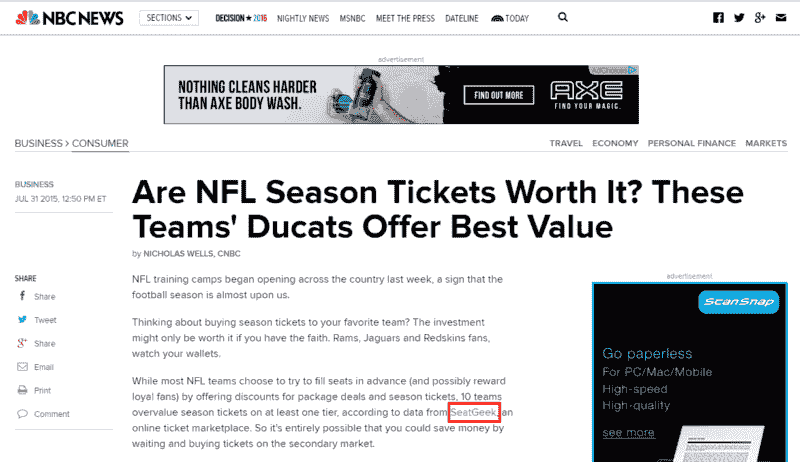 NBC NEWS SECTIONS DECISION★2016 NIGHTLY NEWS MSNBC MEET THE PRESS DATELINE TODAY
advertisement
NOTHING CLEANS HARDER
THAN AXE BODY WASH.
FIND OUT MORE
AXE
FIND YOUR MAGIC.
AdChoices
BUSINESS > CONSUMER
TRAVEL ECONOMY PERSONAL FINANCE MARKETS
BUSINESS
JUL 31 2015, 12:50 PM ET
Are NFL Season Tickets Worth It? These
Teams' Ducats Offer Best Value
by NICHOLAS WELLS, CNBC
SHARE
Share
Tweet
Share
Email
Print
Comment
NFL training camps began opening across the country last week, a sign that the
football season is almost upon us.
Thinking about buying season tickets to your favorite team? The investment
might only be worth it if you have the faith. Rams, Jaguars and Redskins fans,
watch your wallets.
While most NFL teams choose to try to fill seats in advance (and possibly reward
loyal fans) by offering discounts for package deals and season tickets, 10 teams
overvalue season tickets on at least one tier, according to data from SeatGeek, an
online ticket marketplace. So it's entirely possible that you could save money by
waiting and buying tickets on the secondary market.
advertisement
ScanSnap
Go paperless
For PC/Mac/Mobile
High-speed
High-quality
see more